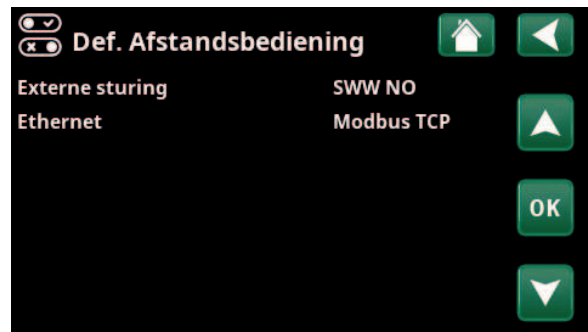 Def. Afstandsbediening
Externe sturing SWW NO
Ethernet Modbus TCP
OK